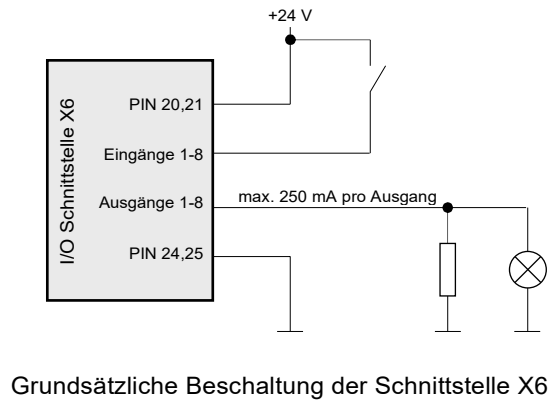 +24 V
I/O Schnittstelle X6
PIN 20,21
Eingänge 1-8
Ausgänge 1-8
max. 250 mA pro Ausgang
PIN 24,25
Grundsätzliche Beschaltung der Schnittstelle X6